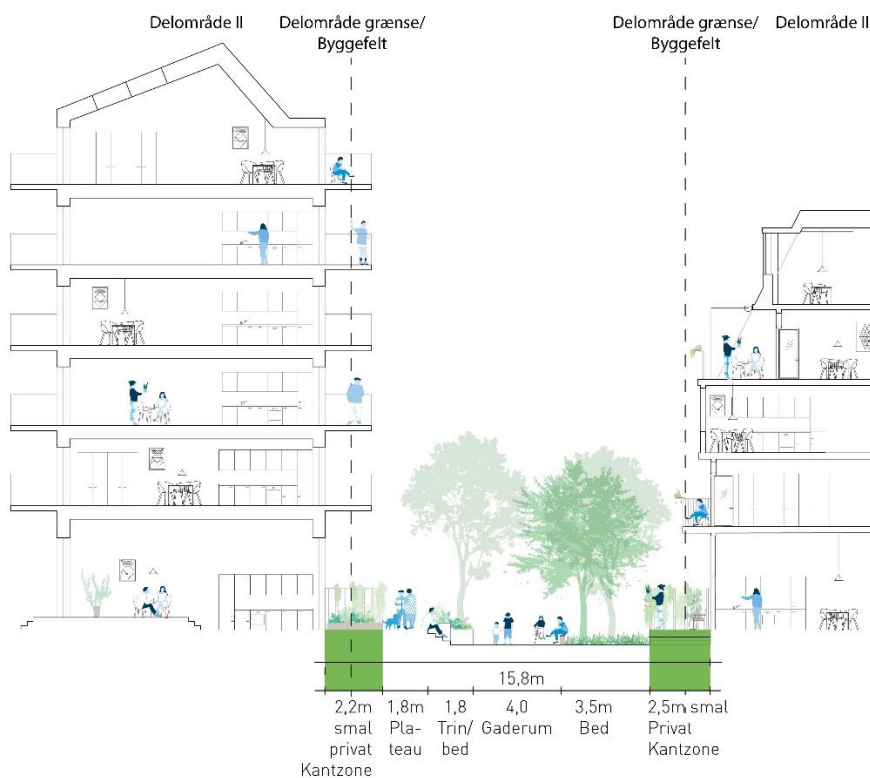 Delområde II
Delområde grænse/
Byggefelt
Delområde grænse/
Byggefelt
Delområde II
15,8m
2,2m
smal
privat
Kantzone
1,8m
Pla-
teau
1,8
Trin/
bed
4,0
Gaderum
3,5m
Bed
2,5m smal
Privat
Kantzone